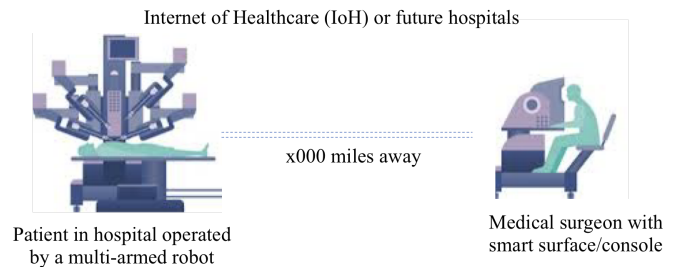 Internet of Healthcare (IoH) or future hospitals
x000 miles away
Patient in hospital operated
by a multi-armed robot
Medical surgeon with
smart surface/console